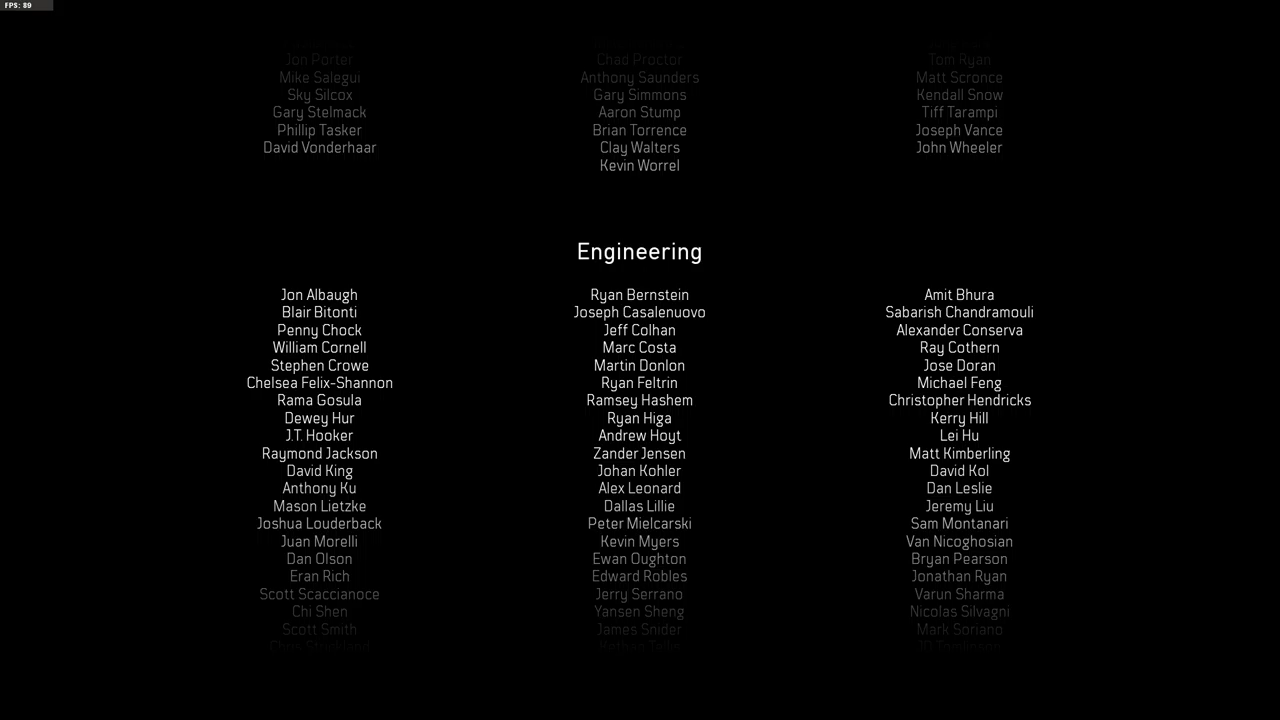 FPS: 89
Jon Porter Chad Proctor Tom Ryan
Mike Salegui Anthony Saunders Matt Scronce
Sky Silcox Gary Simmons Kendall Snow
Gary Stelmack Aaron Stump Tiff Tarampi
Phillip Tasker Brian Torrence Joseph Vance
David Vonderhaar Clay Walters John Wheeler
Kevin Worrel
Engineering
Jon Albaugh Ryan Bernstein Amit Bhura
Blair Bitonti Joseph Casalenuovo Sabarish Chandramouli
Penny Chock Jeff Colhan Alexander Conserva
William Cornell Marc Costa Ray Cothern
Stephen Crowe Martin Donlon Jose Doran
Chelsea Felix-Shannon Ryan Feltrin Michael Feng
Rama Gosula Ramsey Hashem Christopher Hendricks
Dewey Hur Ryan Higa Kerry Hill
J.T. Hooker Andrew Hoyt Lei Hu
Raymond Jackson Zander Jensen Matt Kimberling
David King Johan Kohler David Kol
Anthony Ku Alex Leonard Dan Leslie
Mason Lietzke Dallas Lillie Jeremy Liu
Joshua Louderback Peter Mielcarski Sam Montanari
Juan Morelli Kevin Myers Van Nicoghosian
Dan Olson Ewan Oughton Bryan Pearson
Eran Rich Edward Robles Jonathan Ryan
Scott Scaccianoce Jerry Serrano Varun Sharma
Chi Shen Yansen Sheng Nicolas Silvagni
Scott Smith James Snider Mark Soriano
Chris Strickland